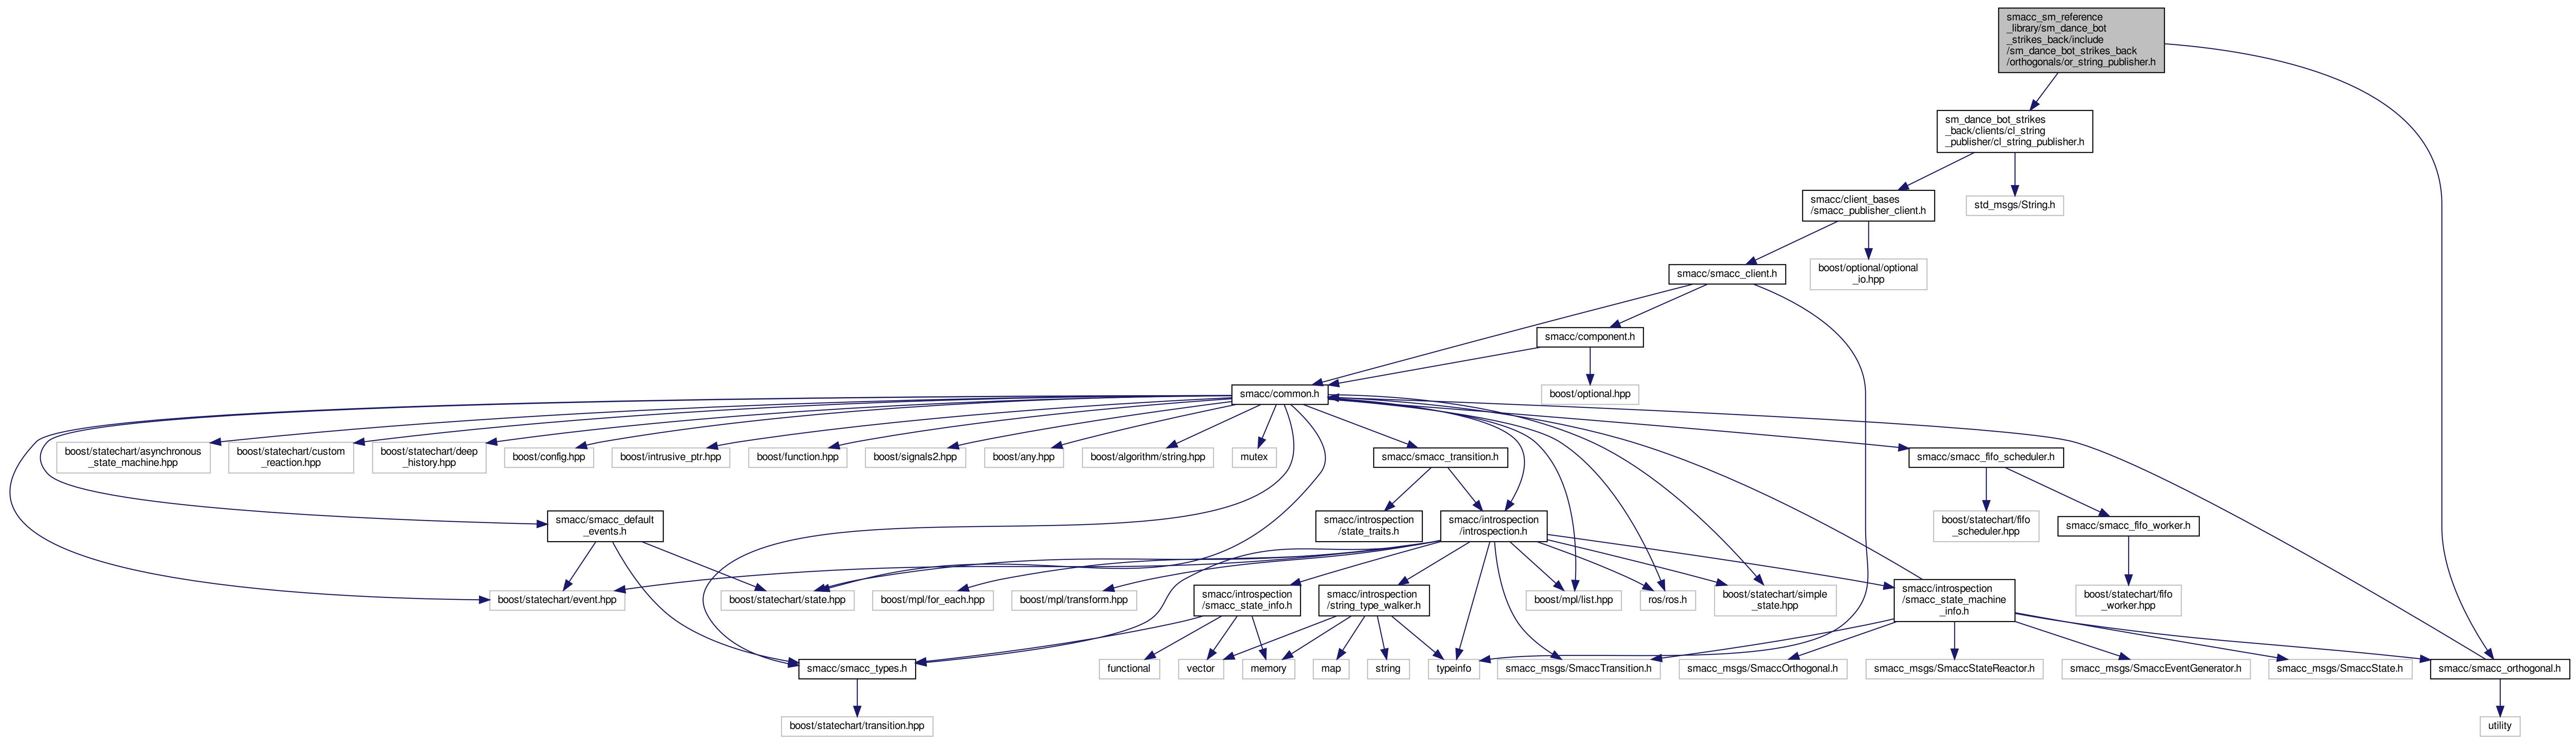 smacc_sm_reference
_library/sm_dance_bot
_strikes_back/include
/sm_dance_bot_strikes_back
/orthogonals/or_string_publisher.h
sm_dance_bot_strikes
_back/clients/cl_string
_publisher/cl_string_publisher.h
smacc/client_bases
/smacc_publisher_client.h
std_msgs/String.h
smacc/smacc_client.h
boost/optional/optional
_io.hpp
smacc/component.h
smacc/common.h
boost/optional.hpp
boost/statechart/asynchronous
_state_machine.hpp
boost/statechart/custom
_reaction.hpp
boost/statechart/deep
_history.hpp
boost/config.hpp
boost/intrusive_ptr.hpp
boost/function.hpp
boost/signals2.hpp
boost/any.hpp
boost/algorithm/string.hpp
mutex
smacc/smacc_transition.h
smacc/smacc_fifo_scheduler.h
smacc/smacc_default
_events.h
smacc/introspection
/state_traits.h
smacc/introspection
/introspection.h
boost/statechart/fifo
_scheduler.hpp
smacc/smacc_fifo_worker.h
boost/statechart/event.hpp
boost/statechart/state.hpp
boost/mpl/for_each.hpp
boost/mpl/transform.hpp
smacc/introspection
/smacc_state_info.h
smacc/introspection
/string_type_walker.h
boost/mpl/list.hpp
ros/ros.h
boost/statechart/simple
_state.hpp
smacc/introspection
/smacc_state_machine
_info.h
boost/statechart/fifo
_worker.hpp
smacc/smacc_types.h
functional
vector
memory
map
string
typeinfo
smacc_msgs/SmaccTransition.h
smacc_msgs/SmaccOrthogonal.h
smacc_msgs/SmaccStateReactor.h
smacc_msgs/SmaccEventGenerator.h
smacc_msgs/SmaccState.h
smacc/smacc_orthogonal.h
boost/statechart/transition.hpp
utility